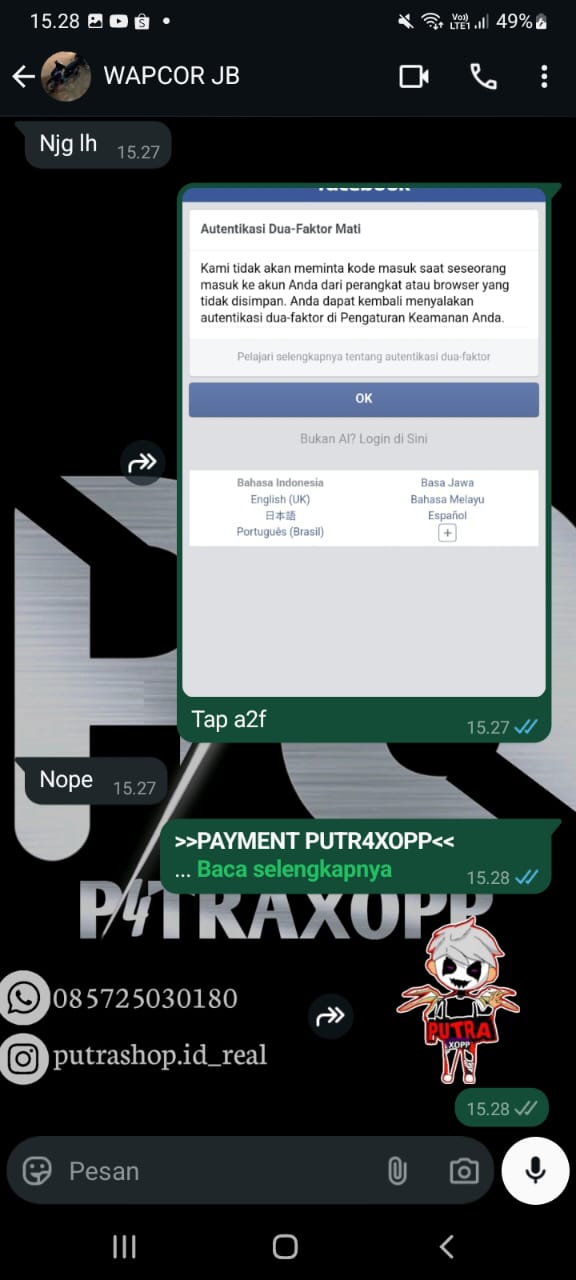 15.28
Vo))
LTE1
49%
WAPCOR JB
Njg lh
15.27
facebook
Autentikasi Dua-Faktor Mati
Kami tidak akan meminta kode masuk saat seseorang
masuk ke akun Anda dari perangkat atau browser yang
tidak disimpan. Anda dapat kembali menyalakan
autentikasi dua-faktor di Pengaturan Keamanan Anda.
Pelajari selengkapnya tentang autentikasi dua-faktor
OK
Bukan Al? Login di Sini
Bahasa Indonesia
Basa Jawa
English (UK)
Bahasa Melayu
日本語
Español
Português (Brasil)
Tap a2f
15.27
Nope
15.27
>>PAYMENT PUTR4XOPP<<
... Baca selengkapnya
15.28
P4TRAXOPP
PUTRA
XOPP
085725030180
putrashop.id_real
15.28
Pesan